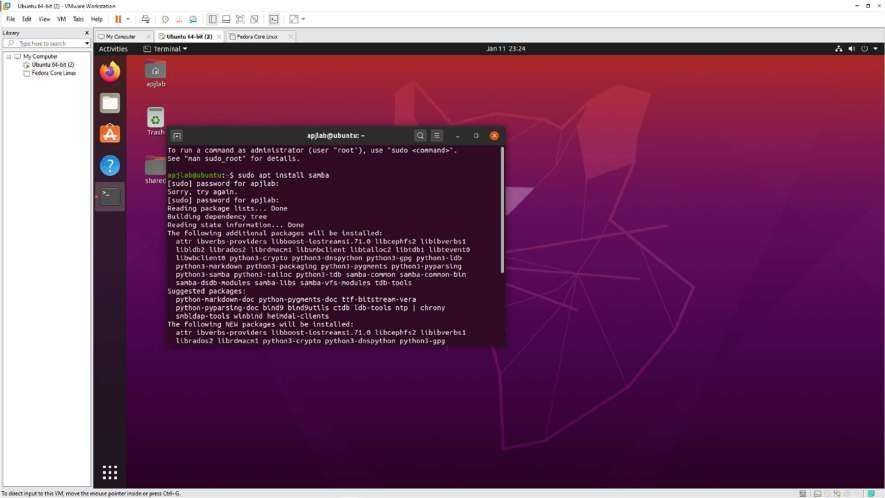 Ubuntu 64-bit (2) - VMware Workstation
File Edit View VM Tabs Help
Library
Type here to search
My Computer
Ubuntu 64-bit (2)
Fedora Core Linux
My Computer
Ubuntu 64-bit (2)
Fedora Core Linux
Activities
Terminal
Jan 11 23:24
apjlab
Trash
shared
apjlab@ubuntu: ~
To run a command as administrator (user "root"), use "sudo <command>".
See "man sudo_root" for details.
apjlab@ubuntu:~$ sudo apt install samba
[sudo] password for apjlab:
Sorry, try again.
[sudo] password for apjlab:
Reading package lists... Done
Building dependency tree
Reading state information... Done
The following additional packages will be installed:
attr ibverbs-providers libboost-iostreams1.71.0 libcephfs2 libibverbs1
libldb2 librados2 librdmacm1 libsmbclient libtalloc2 libtdb1 libtevent0
libwbclient0 python3-crypto python3-dnspython python3-gpg python3-ldb
python3-markdown python3-packaging python3-pygments python3-pyparsing
python3-samba python3-talloc python3-tdb samba-common samba-common-bin
samba-dsdb-modules samba-libs samba-vfs-modules tdb-tools
Suggested packages:
python-markdown-doc python-pygments-doc ttf-bitstream-vera
python-pyparsing-doc bind9 bind9utils ctdb ldb-tools ntp | chrony
smbldap-tools winbind heimdal-clients
The following NEW packages will be installed:
attr ibverbs-providers libboost-iostreams1.71.0 libcephfs2 libibverbs1
librados2 librdmacm1 python3-crypto python3-dnspython python3-gpg
To direct input to this VM, move the mouse pointer inside or press Ctrl+G.